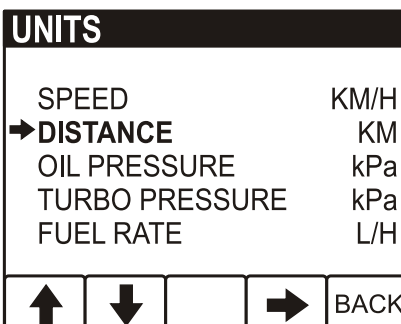 UNITS
SPEED KM/H
DISTANCE KM
OIL PRESSURE kPa
TURBO PRESSURE kPa
FUEL RATE L/H
BACK